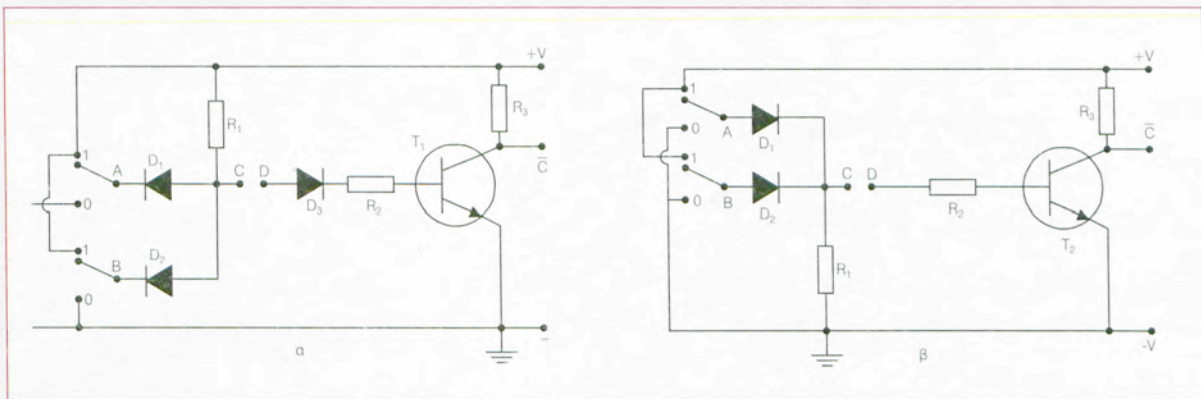 +V
R₁
R₃
T₁
C̅
1
A
D₁
C
D
D₃
R₂
0
1
B
D₂
0
-
α
+V
1
A
D₁
R₃
C̅
0
1
B
D₂
C
D
R₂
T₂
0
R₁
-V
β